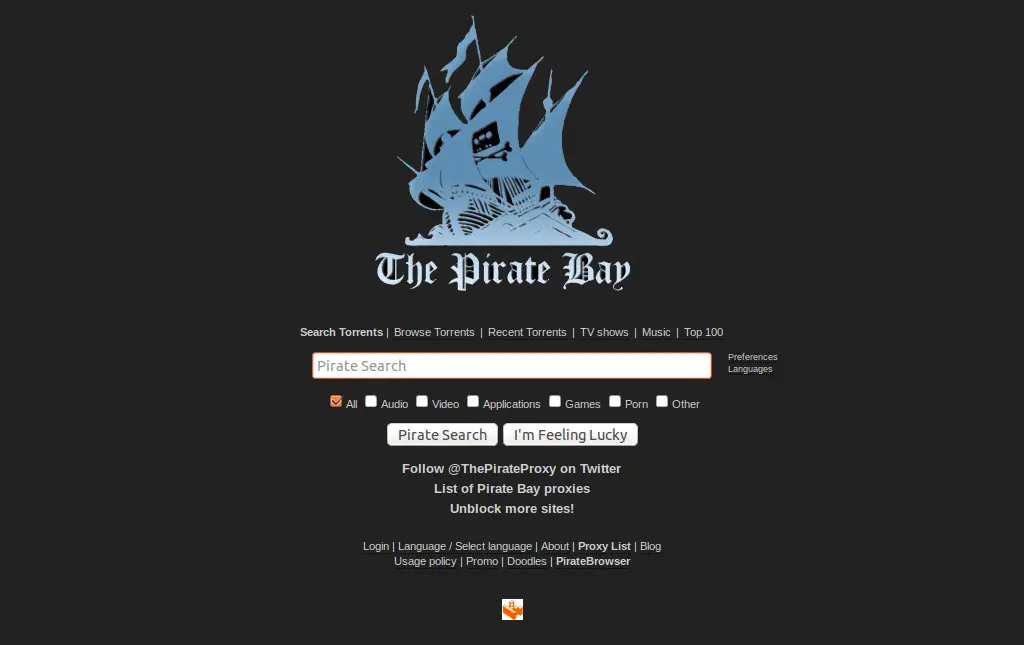 The Pirate Bay
Search Torrents | Browse Torrents | Recent Torrents | TV shows | Music | Top 100
Pirate Search
Preferences
Languages
All Audio Video Applications Games Porn Other
Pirate Search I'm Feeling Lucky
Follow @ThePirateProxy on Twitter
List of Pirate Bay proxies
Unblock more sites!
Login | Language / Select language | About | Proxy List | Blog
Usage policy | Promo | Doodles | PirateBrowser